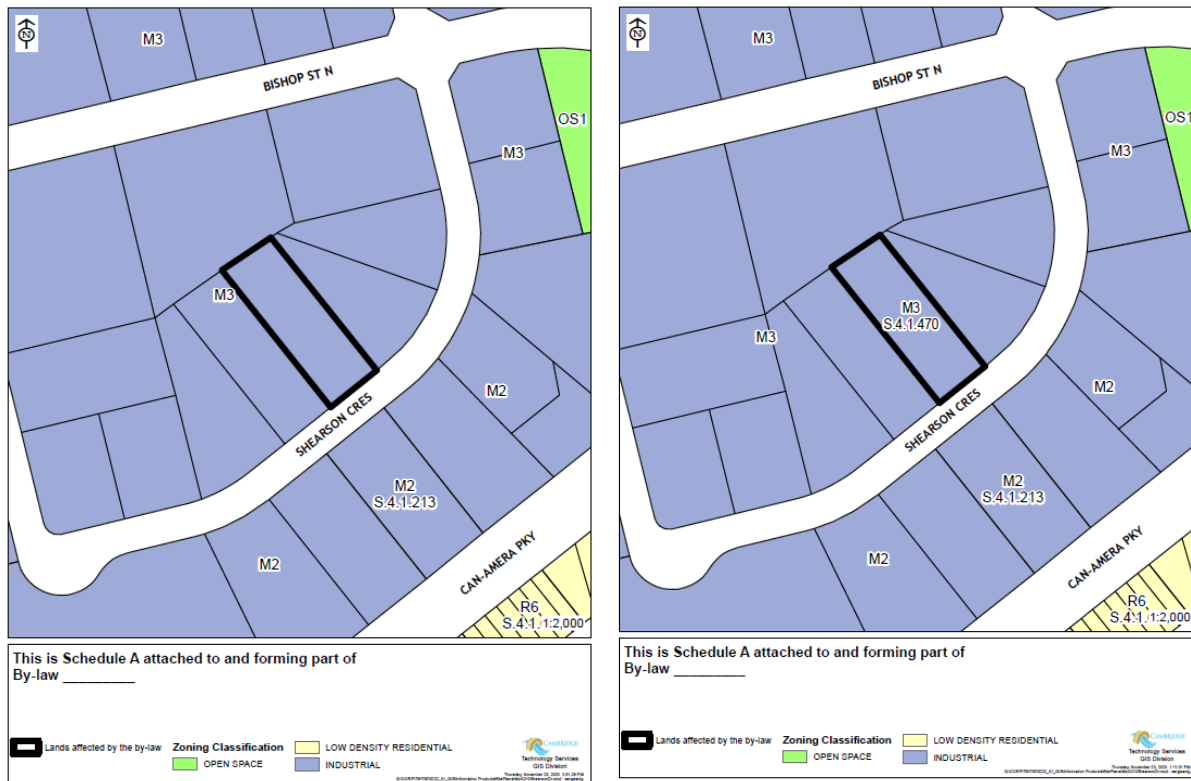 N
M3
BISHOP ST N
OS1
M3
M3
M2
SHEARSON CRES
M2
S.4.1.213
CAN-AMERA PKY
M2
R6
S.4.1.
1:2,000
This is Schedule A attached to and forming part of
By-law _________
Lands affected by the by-law
Zoning Classification
OPEN SPACE
LOW DENSITY RESIDENTIAL
INDUSTRIAL
CAMBRIDGE
Technology Services
GIS Division
N
M3
BISHOP ST N
OS1
M3
M3
S.4.1.470
M3
M2
SHEARSON CRES
M2
S.4.1.213
CAN-AMERA PKY
M2
R6
S.4.1.
1:2,000
This is Schedule A attached to and forming part of
By-law _________
Lands affected by the by-law
Zoning Classification
OPEN SPACE
LOW DENSITY RESIDENTIAL
INDUSTRIAL
CAMBRIDGE
Technology Services
GIS Division